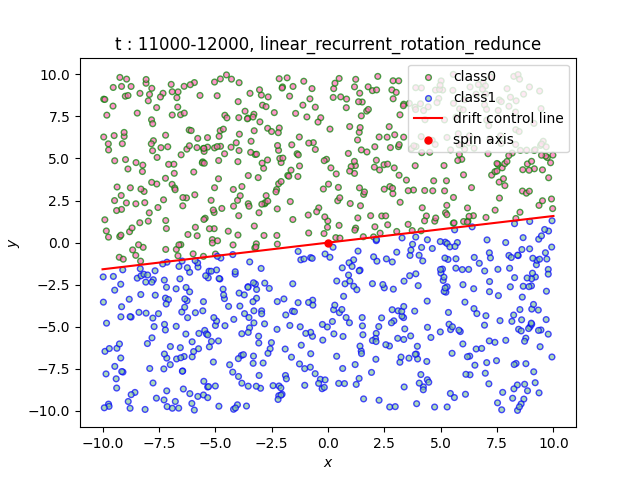 t : 11000-12000, linear_recurrent_rotation_redunce
class0
class1
drift control line
spin axis
10.0
7.5
5.0
2.5
0.0
−2.5
−5.0
−7.5
−10.0
y
−10.0 −7.5 −5.0 −2.5 0.0 2.5 5.0 7.5 10.0
x